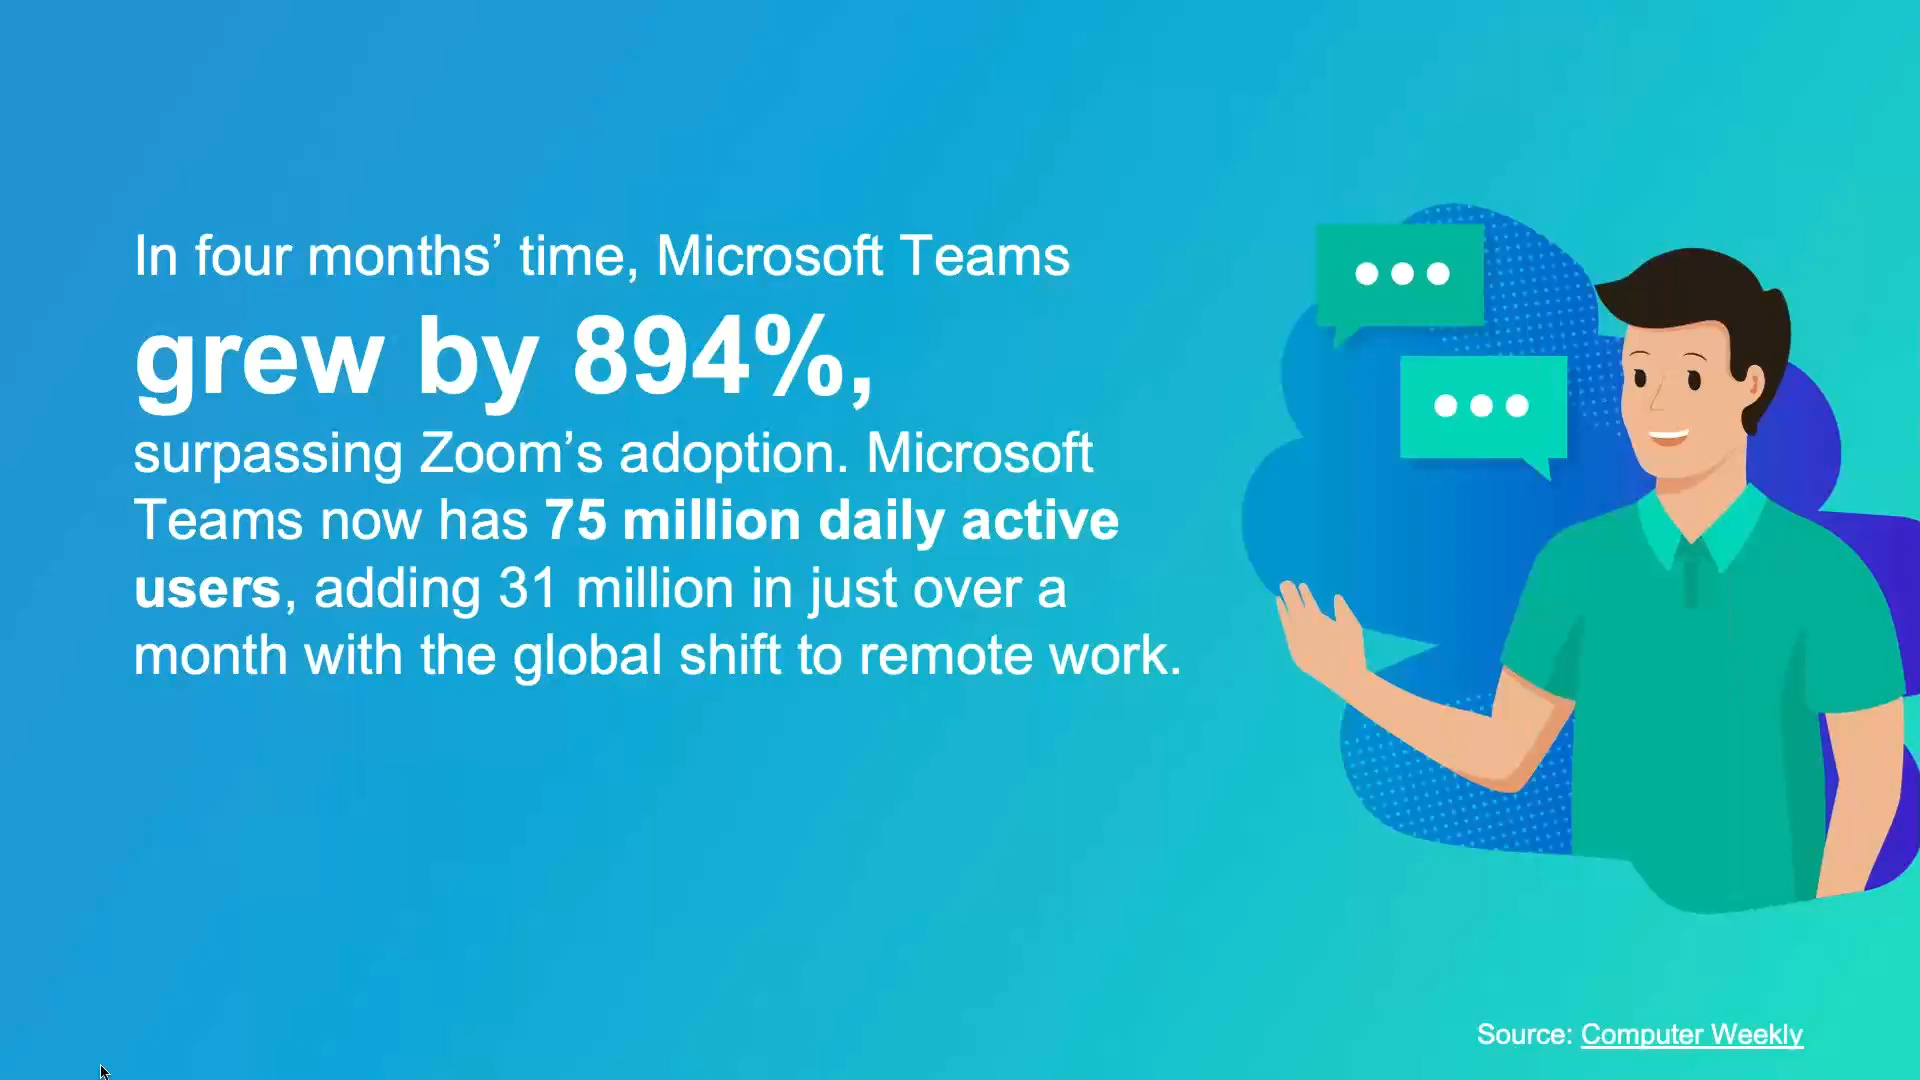 In four months’ time, Microsoft Teams
grew by 894%,
surpassing Zoom’s adoption. Microsoft
Teams now has 75 million daily active
users, adding 31 million in just over a
month with the global shift to remote work.
Source: Computer Weekly